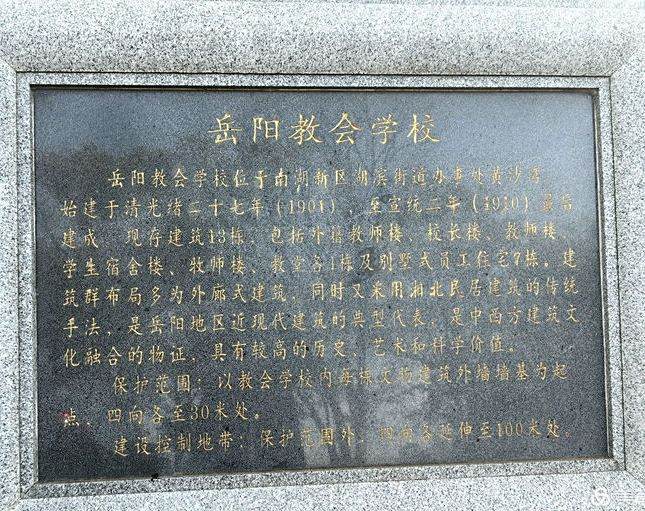 岳阳教会学校
岳阳教会学校位于南湖新区湖滨街道办事处黄沙湾
始建于清光绪二十七年（1901），至宣统二年（1910）最后
建成。现存建筑13栋，包括外籍教师楼、校长楼、教师楼、
学生宿舍楼、牧师楼、教堂各1栋及别墅式员工住宅7栋。建
筑群布局多为外廊式建筑，同时又采用湘北民居建筑的传统
手法，是岳阳地区近现代建筑的典型代表，是中西方建筑文
化融合的物证，具有较高的历史、艺术和科学价值。
保护范围：以教会学校内每栋文物建筑外墙墙基为起
点，四向各至30米处。
建设控制地带：保护范围外，四向各延伸至100米处。